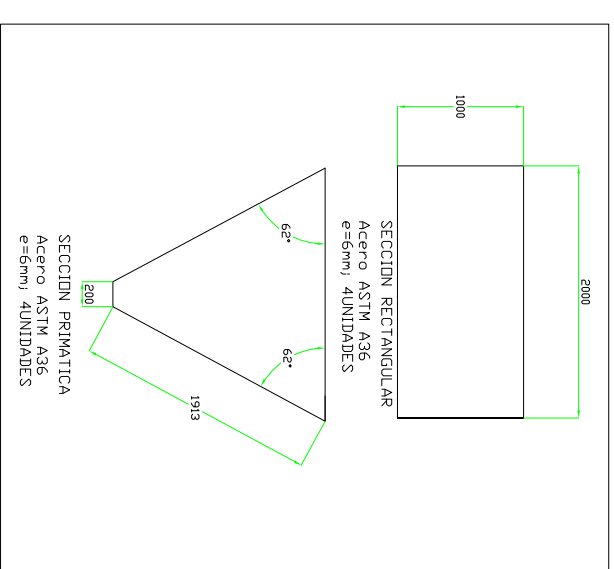 2000
1000
SECCION RECTANGULAR
Acero ASTM A36
e=6mm; 4UNIDADES
62°
62°
1913
200
SECCION PRIMATICA
Acero ASTM A36
e=6mm; 4UNIDADES